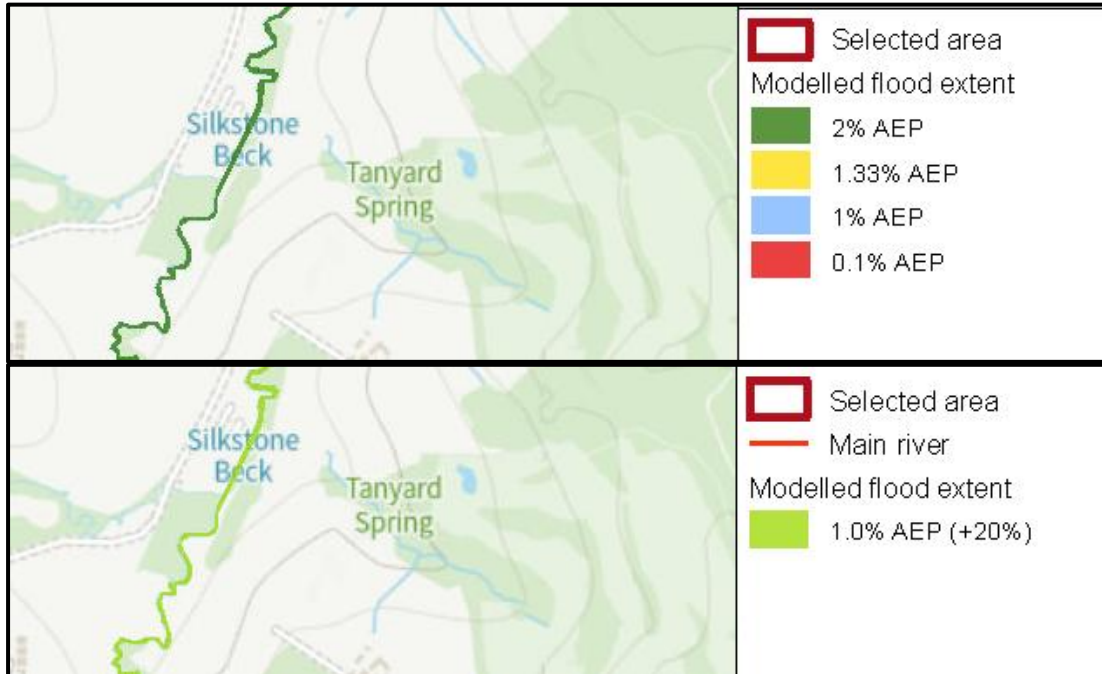 Silkstone
Beck
Tanyard
Spring
Selected area
Modelled flood extent
2% AEP
1.33% AEP
1% AEP
0.1% AEP
Silkstone
Beck
Tanyard
Spring
Selected area
Main river
Modelled flood extent
1.0% AEP (+20%)